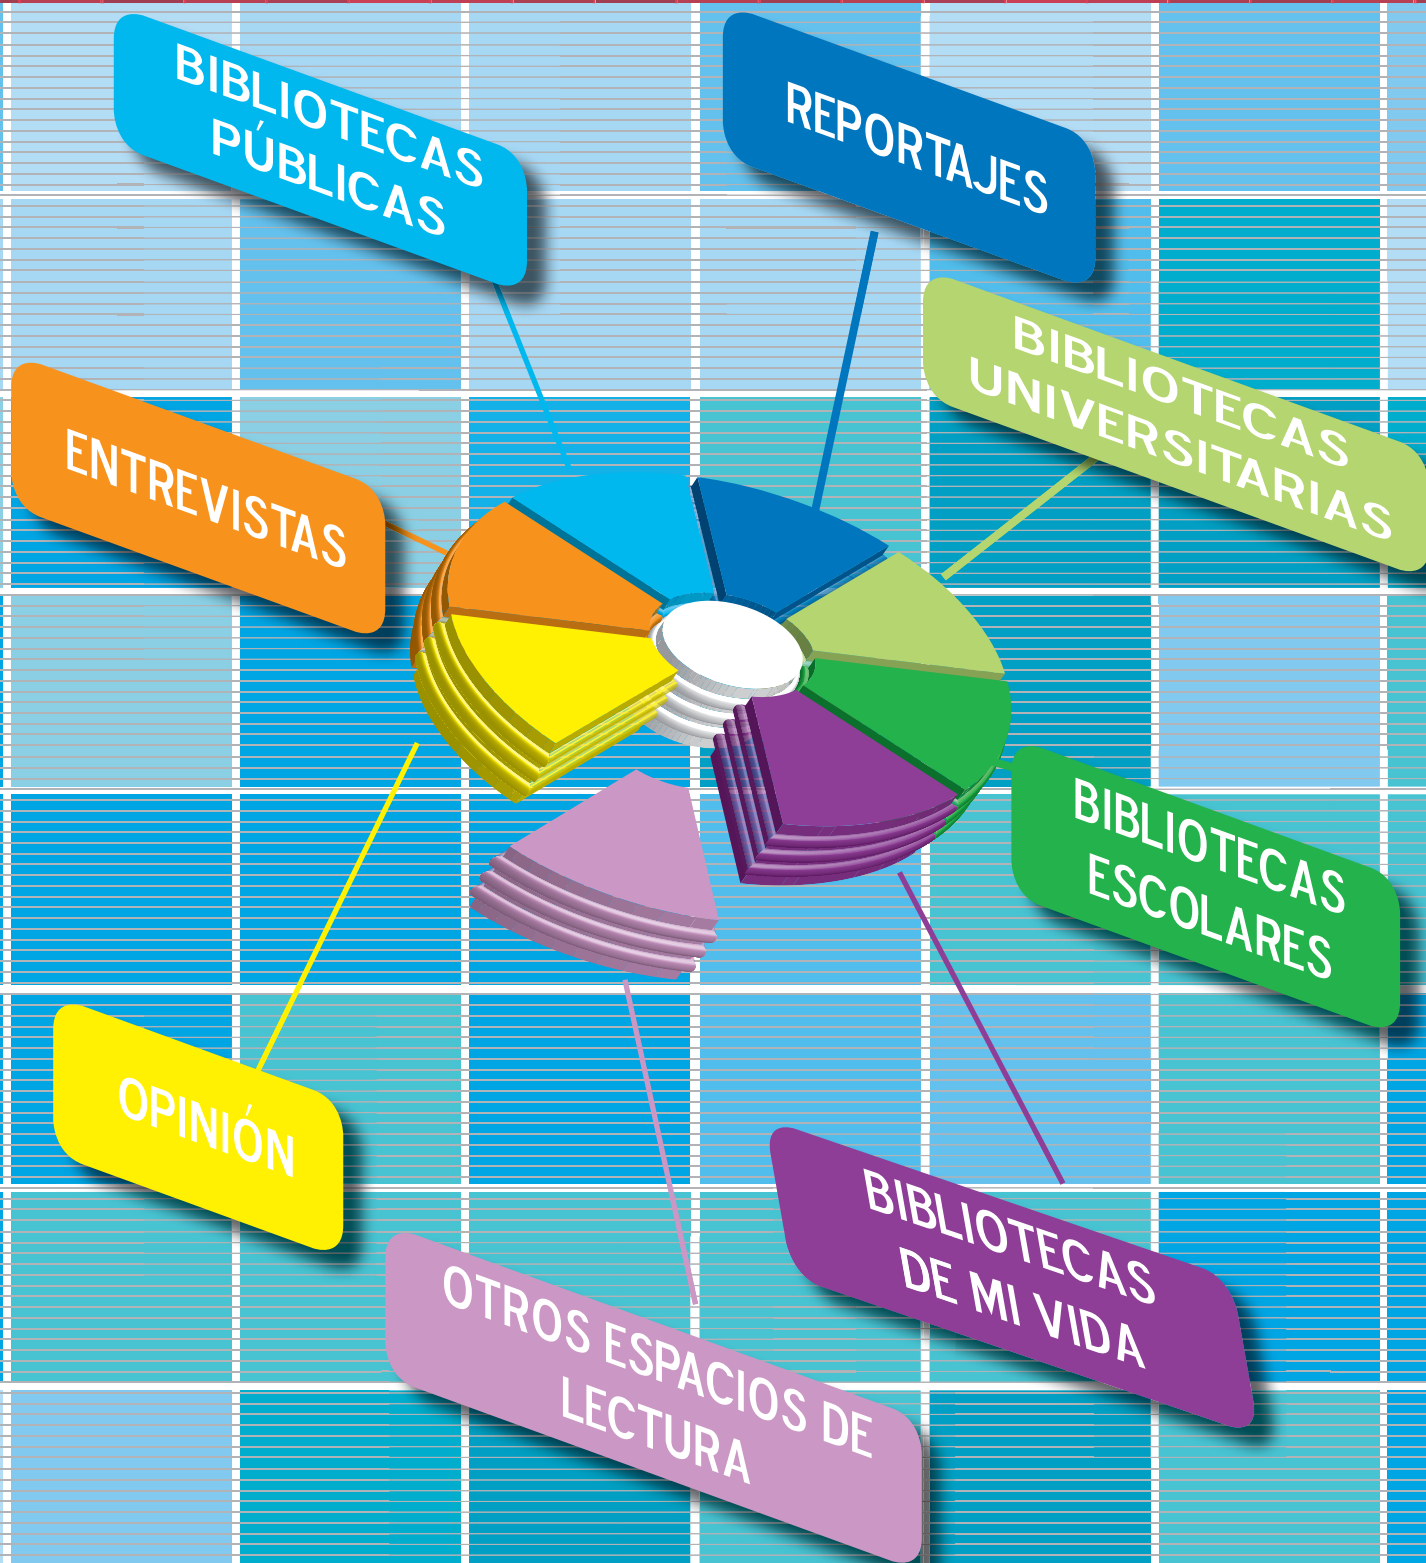 BIBLIOTECAS
PÚBLICAS
REPORTAJES
BIBLIOTECAS
UNIVERSITARIAS
ENTREVISTAS
BIBLIOTECAS
ESCOLARES
OPINIÓN
BIBLIOTECAS
DE MI VIDA
OTROS ESPACIOS DE
LECTURA